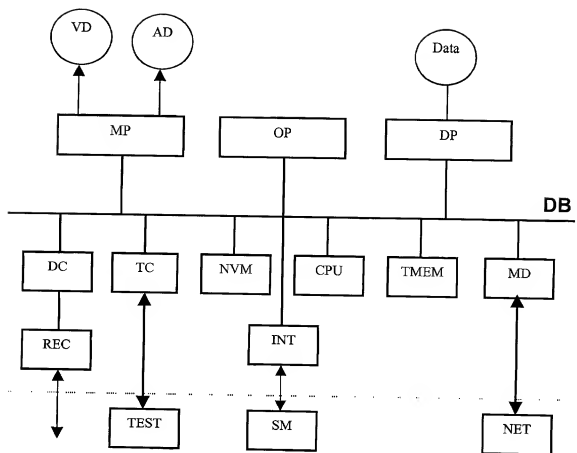 VD
AD
Data
MP
OP
DP
DB
DC
TC
NVM
CPU
TMEM
MD
REC
INT
TEST
SM
NET